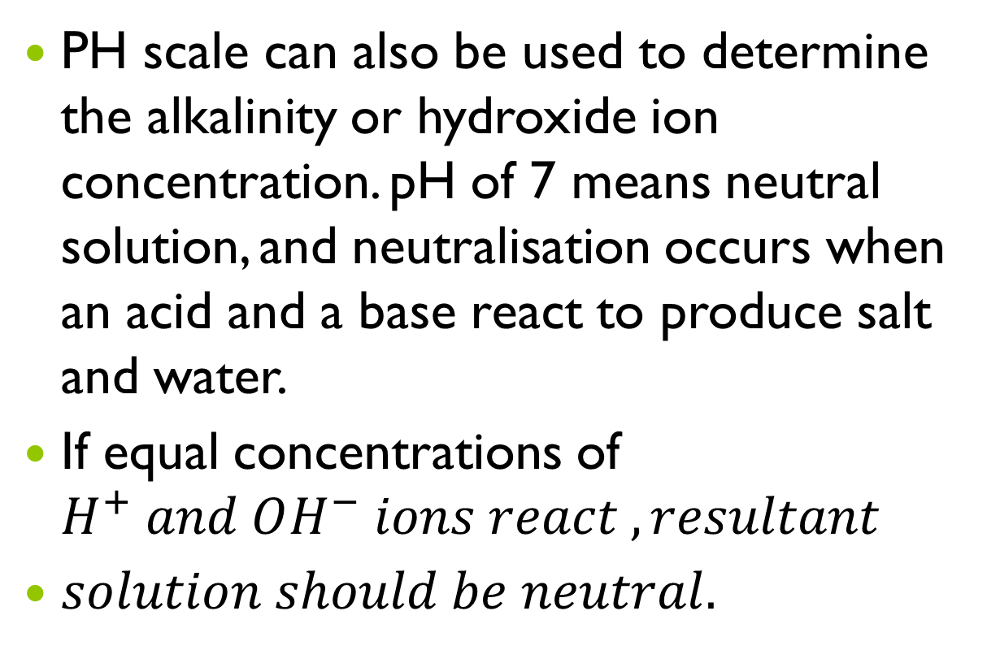 • PH scale can also be used to determine
the alkalinity or hydroxide ion
concentration. pH of 7 means neutral
solution, and neutralisation occurs when
an acid and a base react to produce salt
and water.
• If equal concentrations of
H⁺ and OH⁻ ions react , resultant
• solution should be neutral.